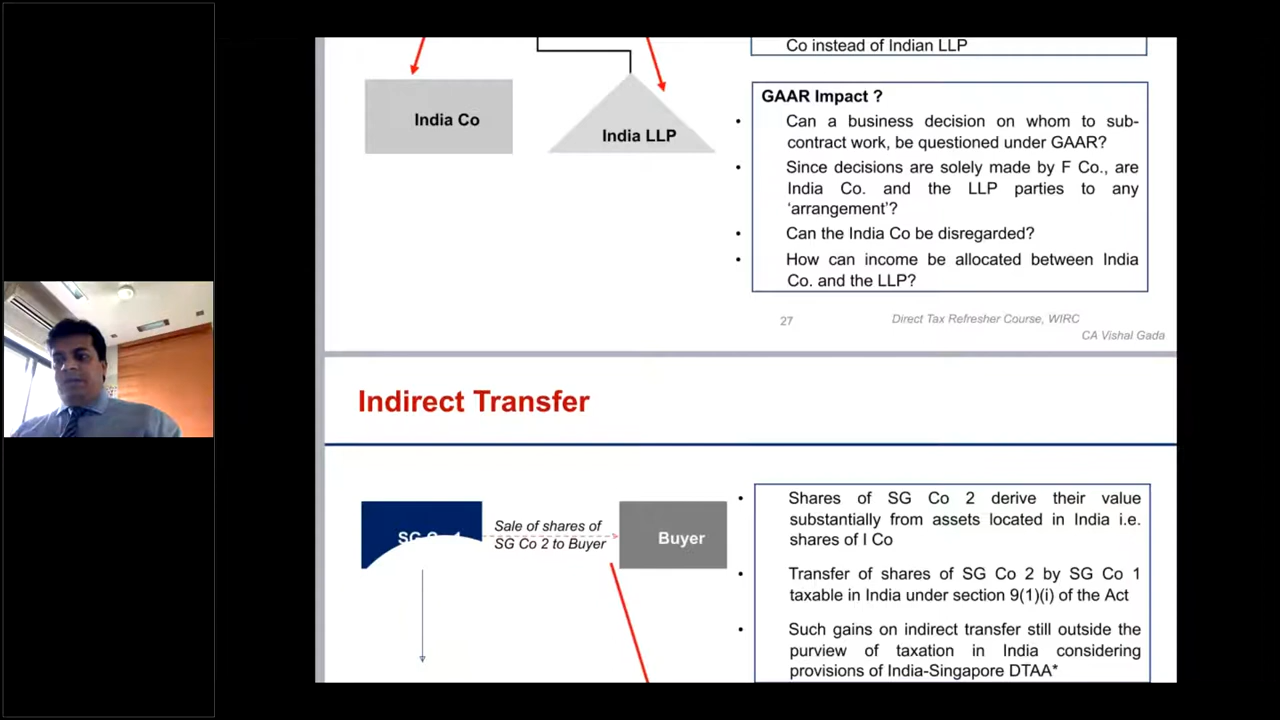 Co instead of Indian LLP
India Co
India LLP
GAAR Impact ?
• Can a business decision on whom to sub-
contract work, be questioned under GAAR?
• Since decisions are solely made by F Co., are
India Co. and the LLP parties to any
‘arrangement’?
• Can the India Co be disregarded?
• How can income be allocated between India
Co. and the LLP?
27
Direct Tax Refresher Course, WIRC
CA Vishal Gada
Indirect Transfer
Sale of shares of
SG Co 2 to Buyer
Buyer
• Shares of SG Co 2 derive their value
substantially from assets located in India i.e.
shares of I Co
• Transfer of shares of SG Co 2 by SG Co 1
taxable in India under section 9(1)(i) of the Act
• Such gains on indirect transfer still outside the
purview of taxation in India considering
provisions of India-Singapore DTAA*